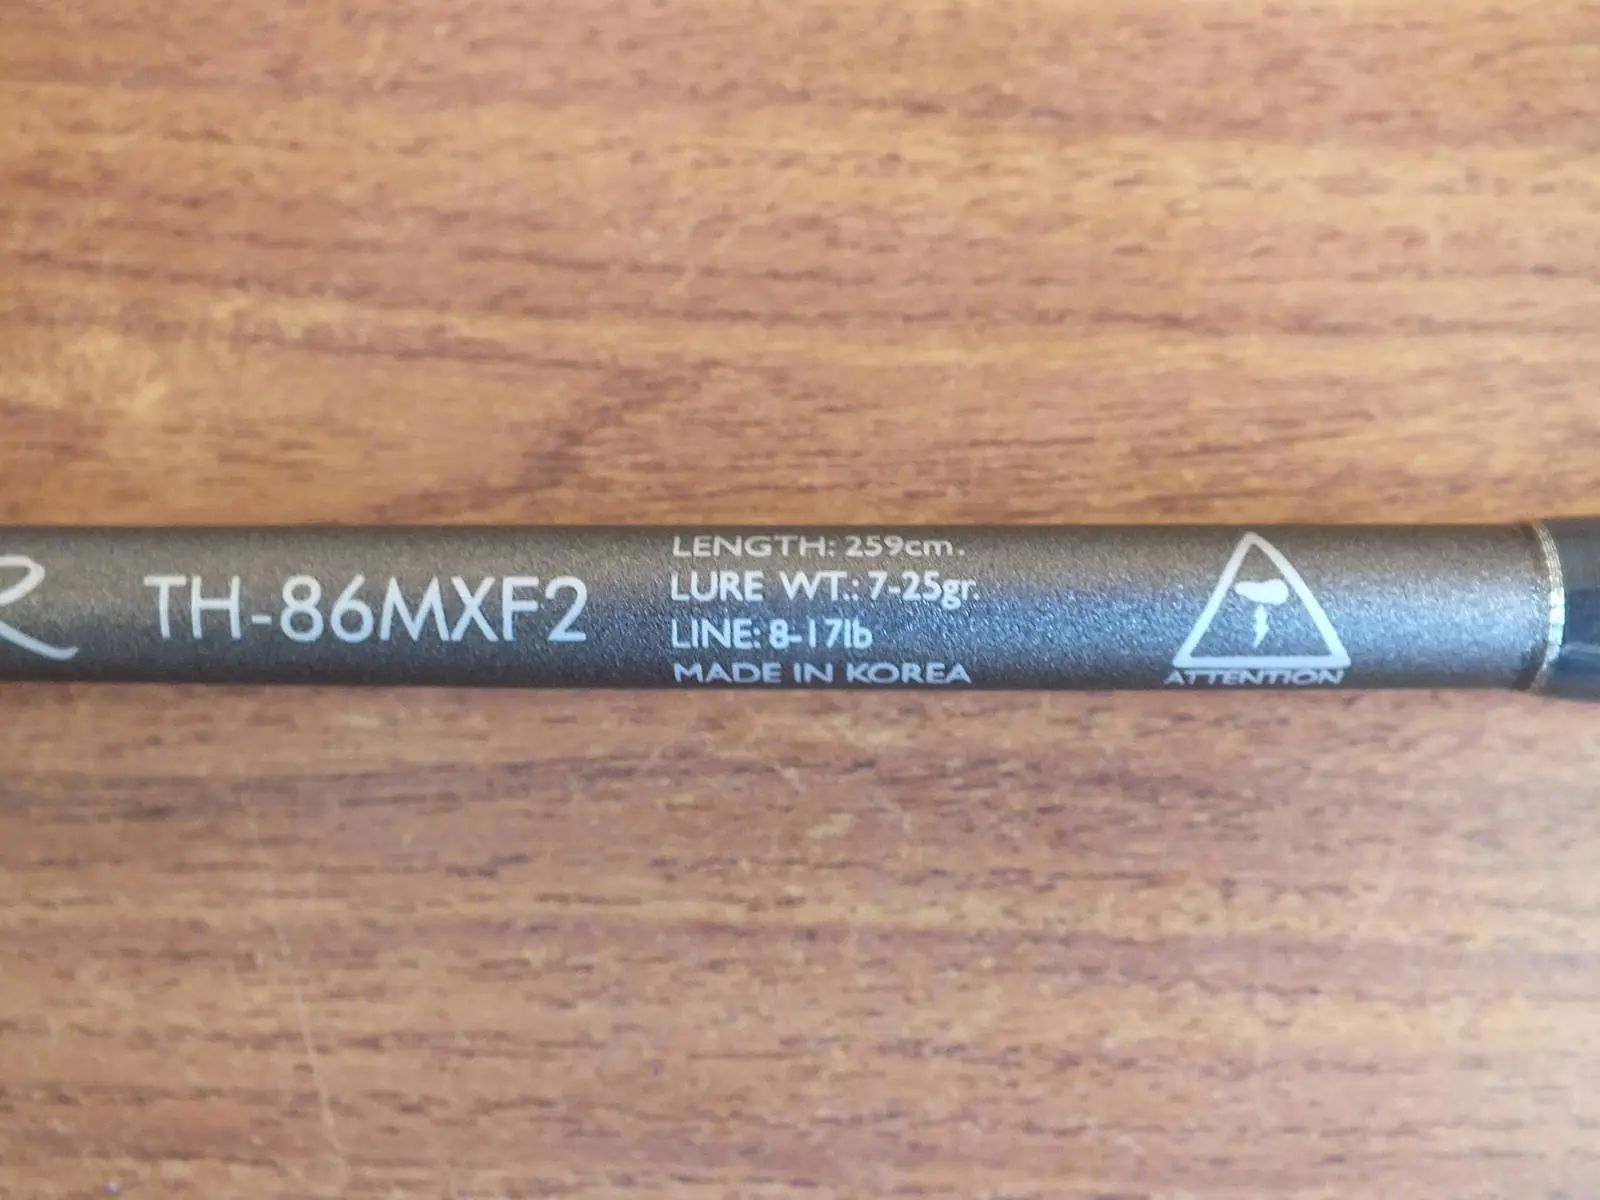 R TH-86MXF2
LENGTH: 259cm.
LURE WT.: 7-25gr.
LINE: 8-17lb
MADE IN KOREA
ATTENTION